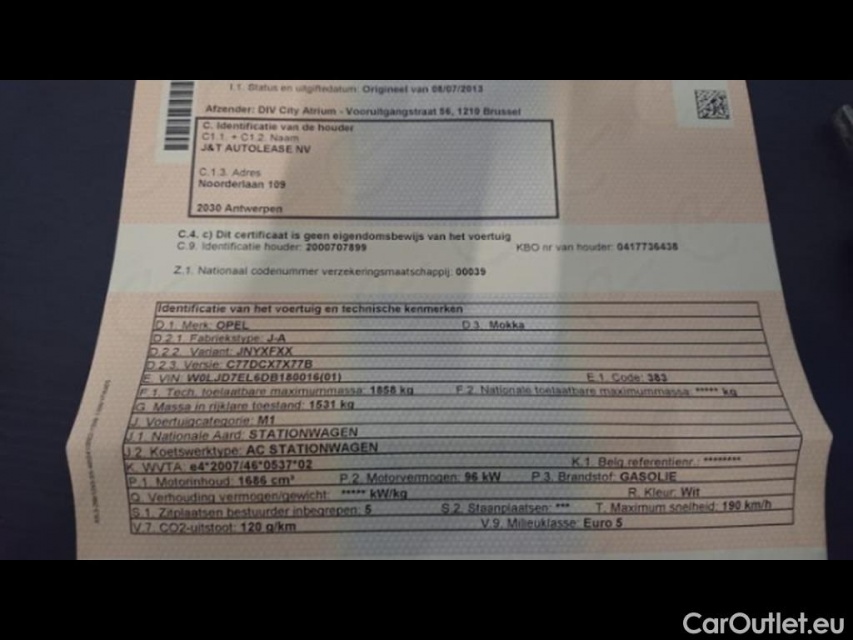 I.1. Status en uitgiftedatum: Origineel van 08/07/2013
Afzender: DIV City Atrium - Vooruitgangstraat 56, 1210 Brussel
C. Identificatie van de houder
C1.1. + C1.2. Naam
J&T AUTOLEASE NV
C.1.3. Adres
Noorderlaan 109
2030 Antwerpen
C.4. c) Dit certificaat is geen eigendomsbewijs van het voertuig
C.9. Identificatie houder: 2000707899 KBO nr van houder: 0417736438
Z.1. Nationaal codenummer verzekeringsmaatschappij: 00039
Identificatie van het voertuig en technische kenmerken
D.1. Merk: OPEL D.3. Mokka
D.2.1. Fabriekstype: J-A
D.2.2. Variant: JNYXFXX
D.2.3. Versie: C77DCX7X77B
E. VIN: W0LJD7EL6DB180016(01) E.1. Code: 383
F.1. Tech. toelaatbare maximummassa: 1858 kg F.2. Nationale toelaatbare maximummassa: ***** kg
G. Massa in rijklare toestand: 1531 kg
J. Voertuigcategorie: M1
J.1. Nationale Aard: STATIONWAGEN
J.2. Koetswerktype: AC STATIONWAGEN
K. WVTA: e4*2007/46*0537*02 K.1. Belg referentienr.: ********
P.1. Motorinhoud: 1686 cm³ P.2. Motorvermogen: 96 kW P.3. Brandstof: GASOLIE
Q. Verhouding vermogen/gewicht: ***** kW/kg R. Kleur: Wit
S.1. Zitplaatsen bestuurder inbegrepen: 5 S.2. Staanplaatsen: *** T. Maximum snelheid: 190 km/h
V.7. CO2-uitstoot: 120 g/km V.9. Milieuklasse: Euro 5
CarOutlet.eu